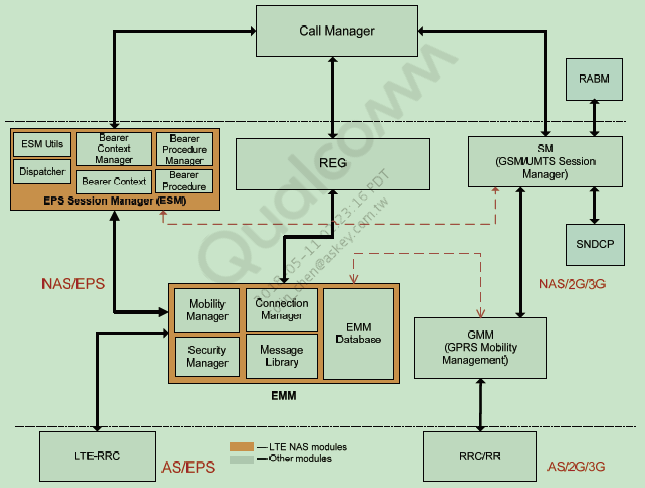 Call Manager
RABM
ESM Utils
Bearer
Context
Manager
Bearer
Procedure
Manager
Dispatcher
Bearer Context
Bearer
Procedure
EPS Session Manager (ESM)
REG
SM
(GSM/UMTS Session
Manager)
SNDCP
Qualcomm
NAS/EPS
NAS/2G/3G
Mobility
Manager
Connection
Manager
EMM
Database
Security
Manager
Message
Library
EMM
GMM
(GPRS Mobility
Management)
LTE-RRC
AS/EPS
LTE NAS modules
Other modules
RRC/RR
AS/2G/3G